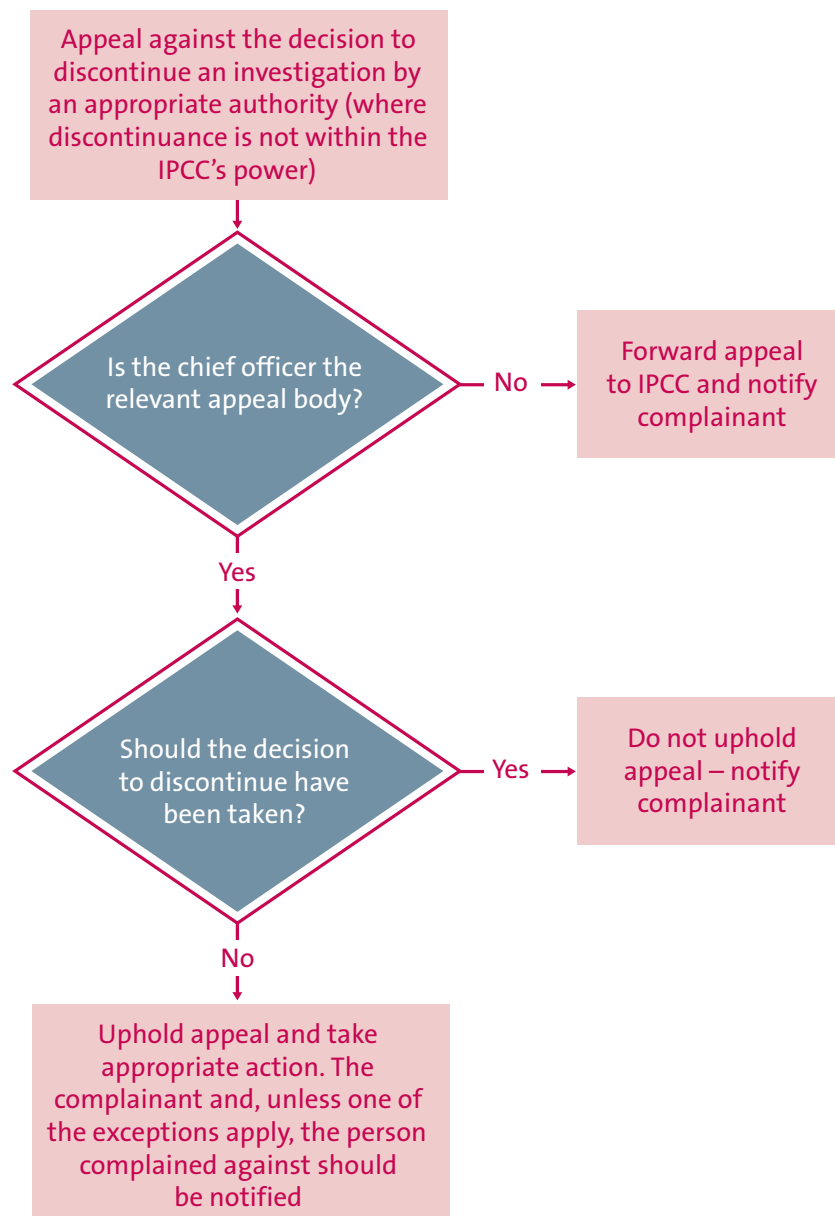 Appeal against the decision to
discontinue an investigation by
an appropriate authority (where
discontinuance is not within the
IPCC’s power)
Is the chief officer the
relevant appeal body?
No
Forward appeal
to IPCC and notify
complainant
Yes
Should the decision
to discontinue have
been taken?
Yes
Do not uphold
appeal – notify
complainant
No
Uphold appeal and take
appropriate action. The
complainant and, unless one of
the exceptions apply, the person
complained against should
be notified